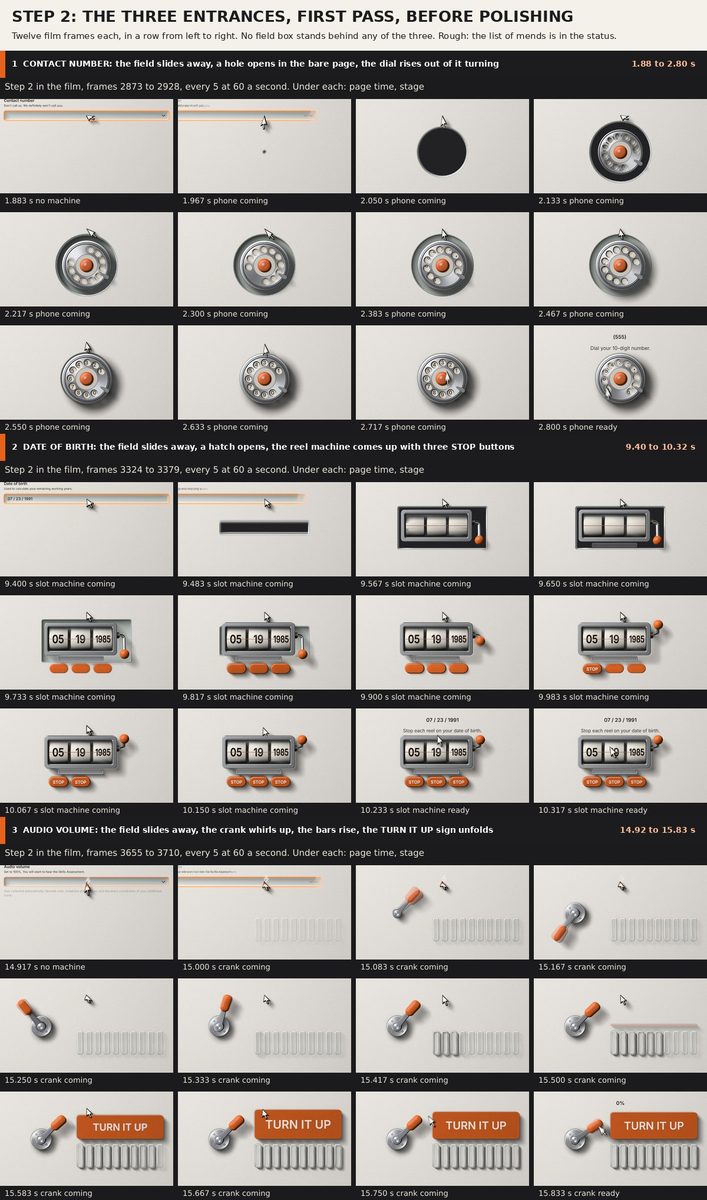 STEP 2: THE THREE ENTRANCES, FIRST PASS, BEFORE POLISHING
Twelve film frames each, in a row from left to right. No field box stands behind any of the three. Rough: the list of mends is in the status.
1 CONTACT NUMBER: the field slides away, a hole opens in the bare page, the dial rises out of it turning
1.88 to 2.80 s
Step 2 in the film, frames 2873 to 2928, every 5 at 60 a second. Under each: page time, stage
Contact number
1.883 s no machine
1.967 s phone coming
2.050 s phone coming
2.133 s phone coming
2.217 s phone coming
2.300 s phone coming
2.383 s phone coming
2.467 s phone coming
(555)
Dial your 10-digit number.
2.550 s phone coming
2.633 s phone coming
2.717 s phone coming
2.800 s phone ready
2 DATE OF BIRTH: the field slides away, a hatch opens, the reel machine comes up with three STOP buttons
9.40 to 10.32 s
Step 2 in the film, frames 3324 to 3379, every 5 at 60 a second. Under each: page time, stage
Date of birth
Used to calculate your remaining working years.
07 / 23 / 1991
9.400 s slot machine coming
9.483 s slot machine coming
9.567 s slot machine coming
9.650 s slot machine coming
05 19 1985
05 19 1985
05 19 1985
05 19 1985
STOP
9.733 s slot machine coming
9.817 s slot machine coming
9.900 s slot machine coming
9.983 s slot machine coming
07 / 23 / 1991
07 / 23 / 1991
Stop each reel on your date of birth.
Stop each reel on your date of birth.
05 19 1985
05 19 1985
05 19 1985
05 19 1985
STOP STOP
STOP STOP STOP
STOP STOP STOP
STOP STOP STOP
10.067 s slot machine coming
10.150 s slot machine coming
10.233 s slot machine ready
10.317 s slot machine ready
3 AUDIO VOLUME: the field slides away, the crank whirls up, the bars rise, the TURN IT UP sign unfolds
14.92 to 15.83 s
Step 2 in the film, frames 3655 to 3710, every 5 at 60 a second. Under each: page time, stage
Audio volume
14.917 s no machine
15.000 s crank coming
15.083 s crank coming
15.167 s crank coming
15.250 s crank coming
15.333 s crank coming
15.417 s crank coming
15.500 s crank coming
0%
TURN IT UP
TURN IT UP
TURN IT UP
TURN IT UP
15.583 s crank coming
15.667 s crank coming
15.750 s crank coming
15.833 s crank ready